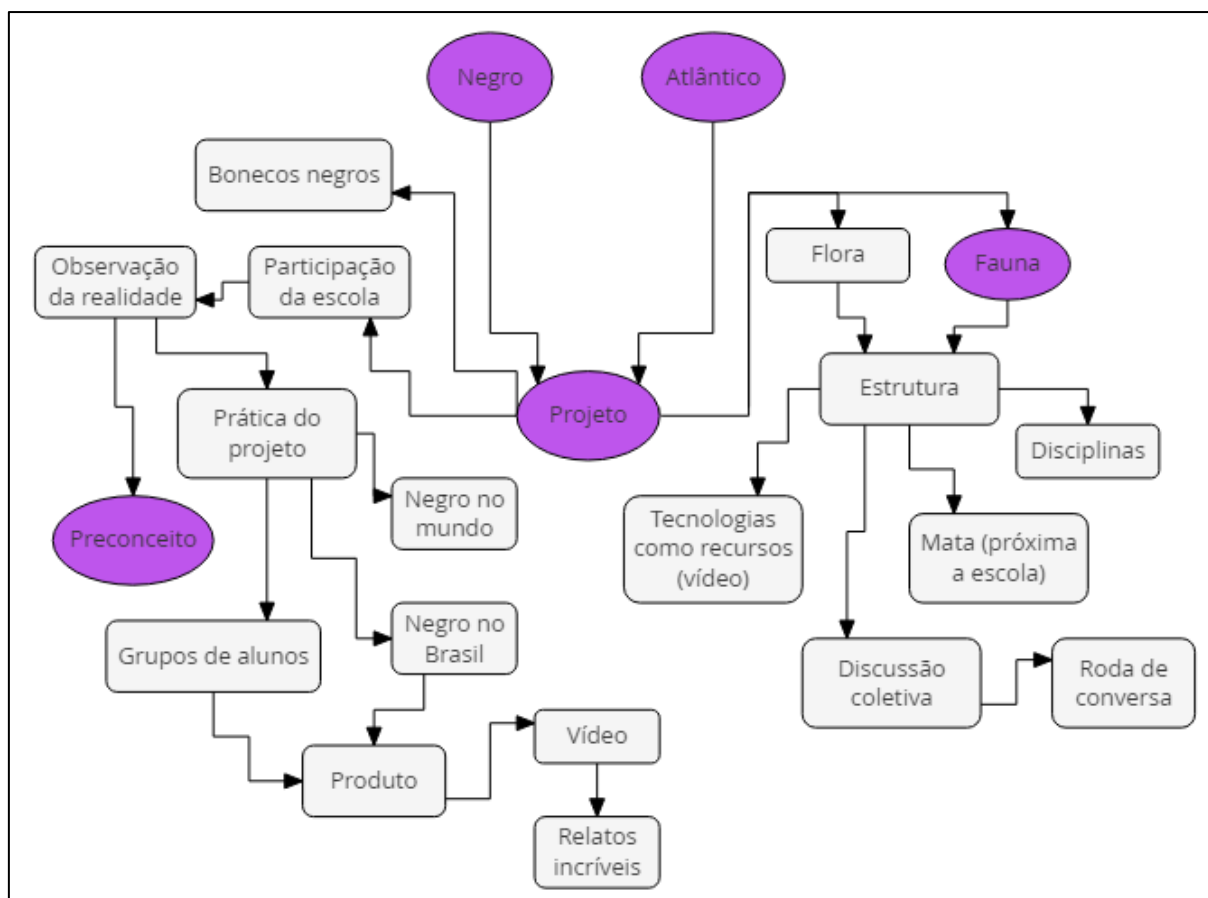 Negro
Atlântico
Bonecos negros
Observação
da realidade
Participação
da escola
Flora
Fauna
Projeto
Estrutura
Prática do
projeto
Disciplinas
Preconceito
Negro no
mundo
Tecnologias
como recursos
(vídeo)
Mata (próxima
a escola)
Grupos de alunos
Negro no
Brasil
Discussão
coletiva
Roda de
conversa
Produto
Vídeo
Relatos
incríveis